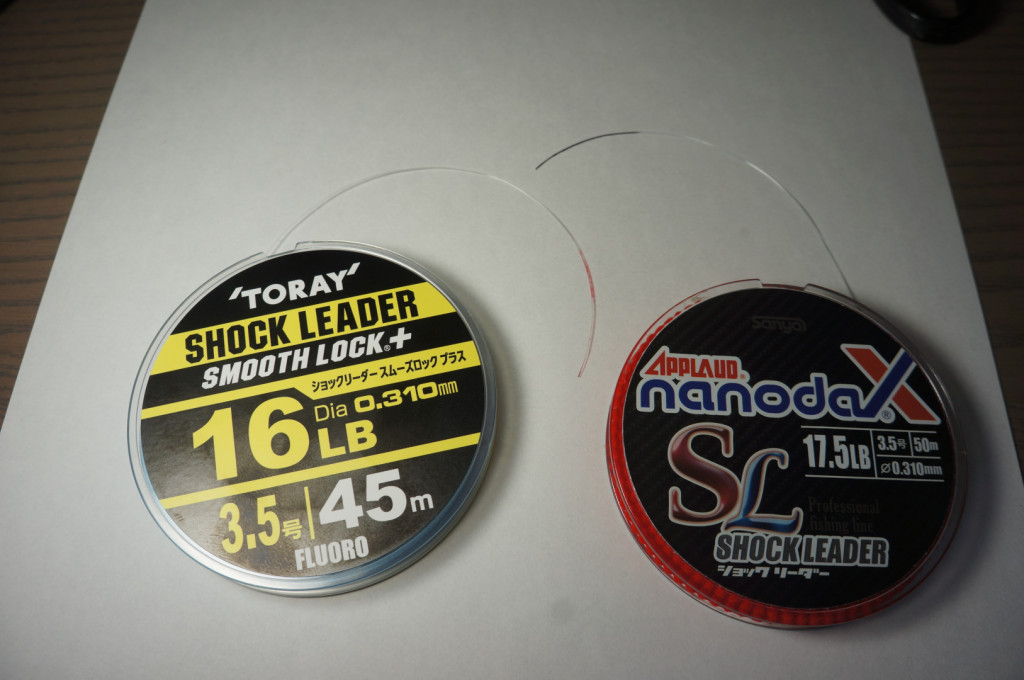 'TORAY'
SHOCK LEADER
SMOOTH LOCK®+
ショックリーダー スムーズロック プラス
16LB
Dia 0.310mm
3.5号
45m
FLUORO
Sanyo
APPLAUD®
nanodaX®
SL
17.5LB
3.5号
50m
⌀0.310mm
Professional
fishing line
SHOCK LEADER
ショックリーダー